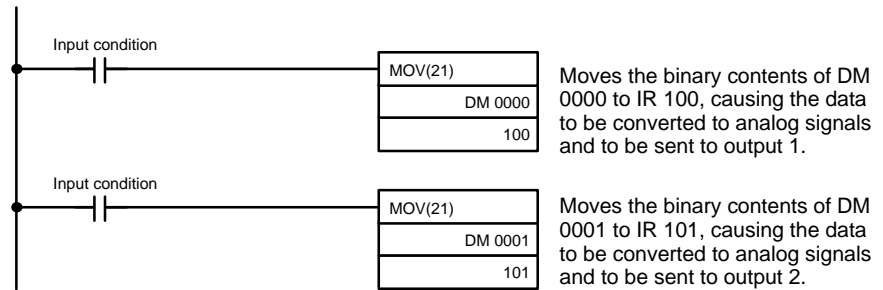 Input condition
MOV(21)
DM 0000
100
Moves the binary contents of DM
0000 to IR 100, causing the data
to be converted to analog signals
and to be sent to output 1.
Input condition
MOV(21)
DM 0001
101
Moves the binary contents of DM
0001 to IR 101, causing the data
to be converted to analog signals
and to be sent to output 2.